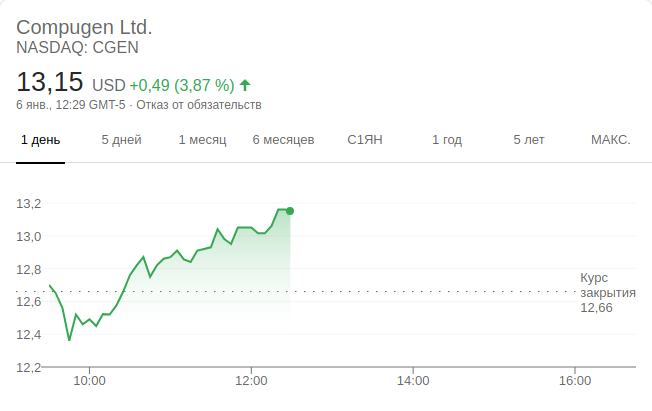 Compugen Ltd.
NASDAQ: CGEN
13,15 USD +0,49 (3,87 %)
6 янв., 12:29 GMT-5 · Отказ от обязательств
1 день 5 дней 1 месяц 6 месяцев С1ЯН 1 год 5 лет МАКС.
13,2
13,0
12,8
12,6
12,4
12,2
Курс
закрытия
12,66
10:00 12:00 14:00 16:00